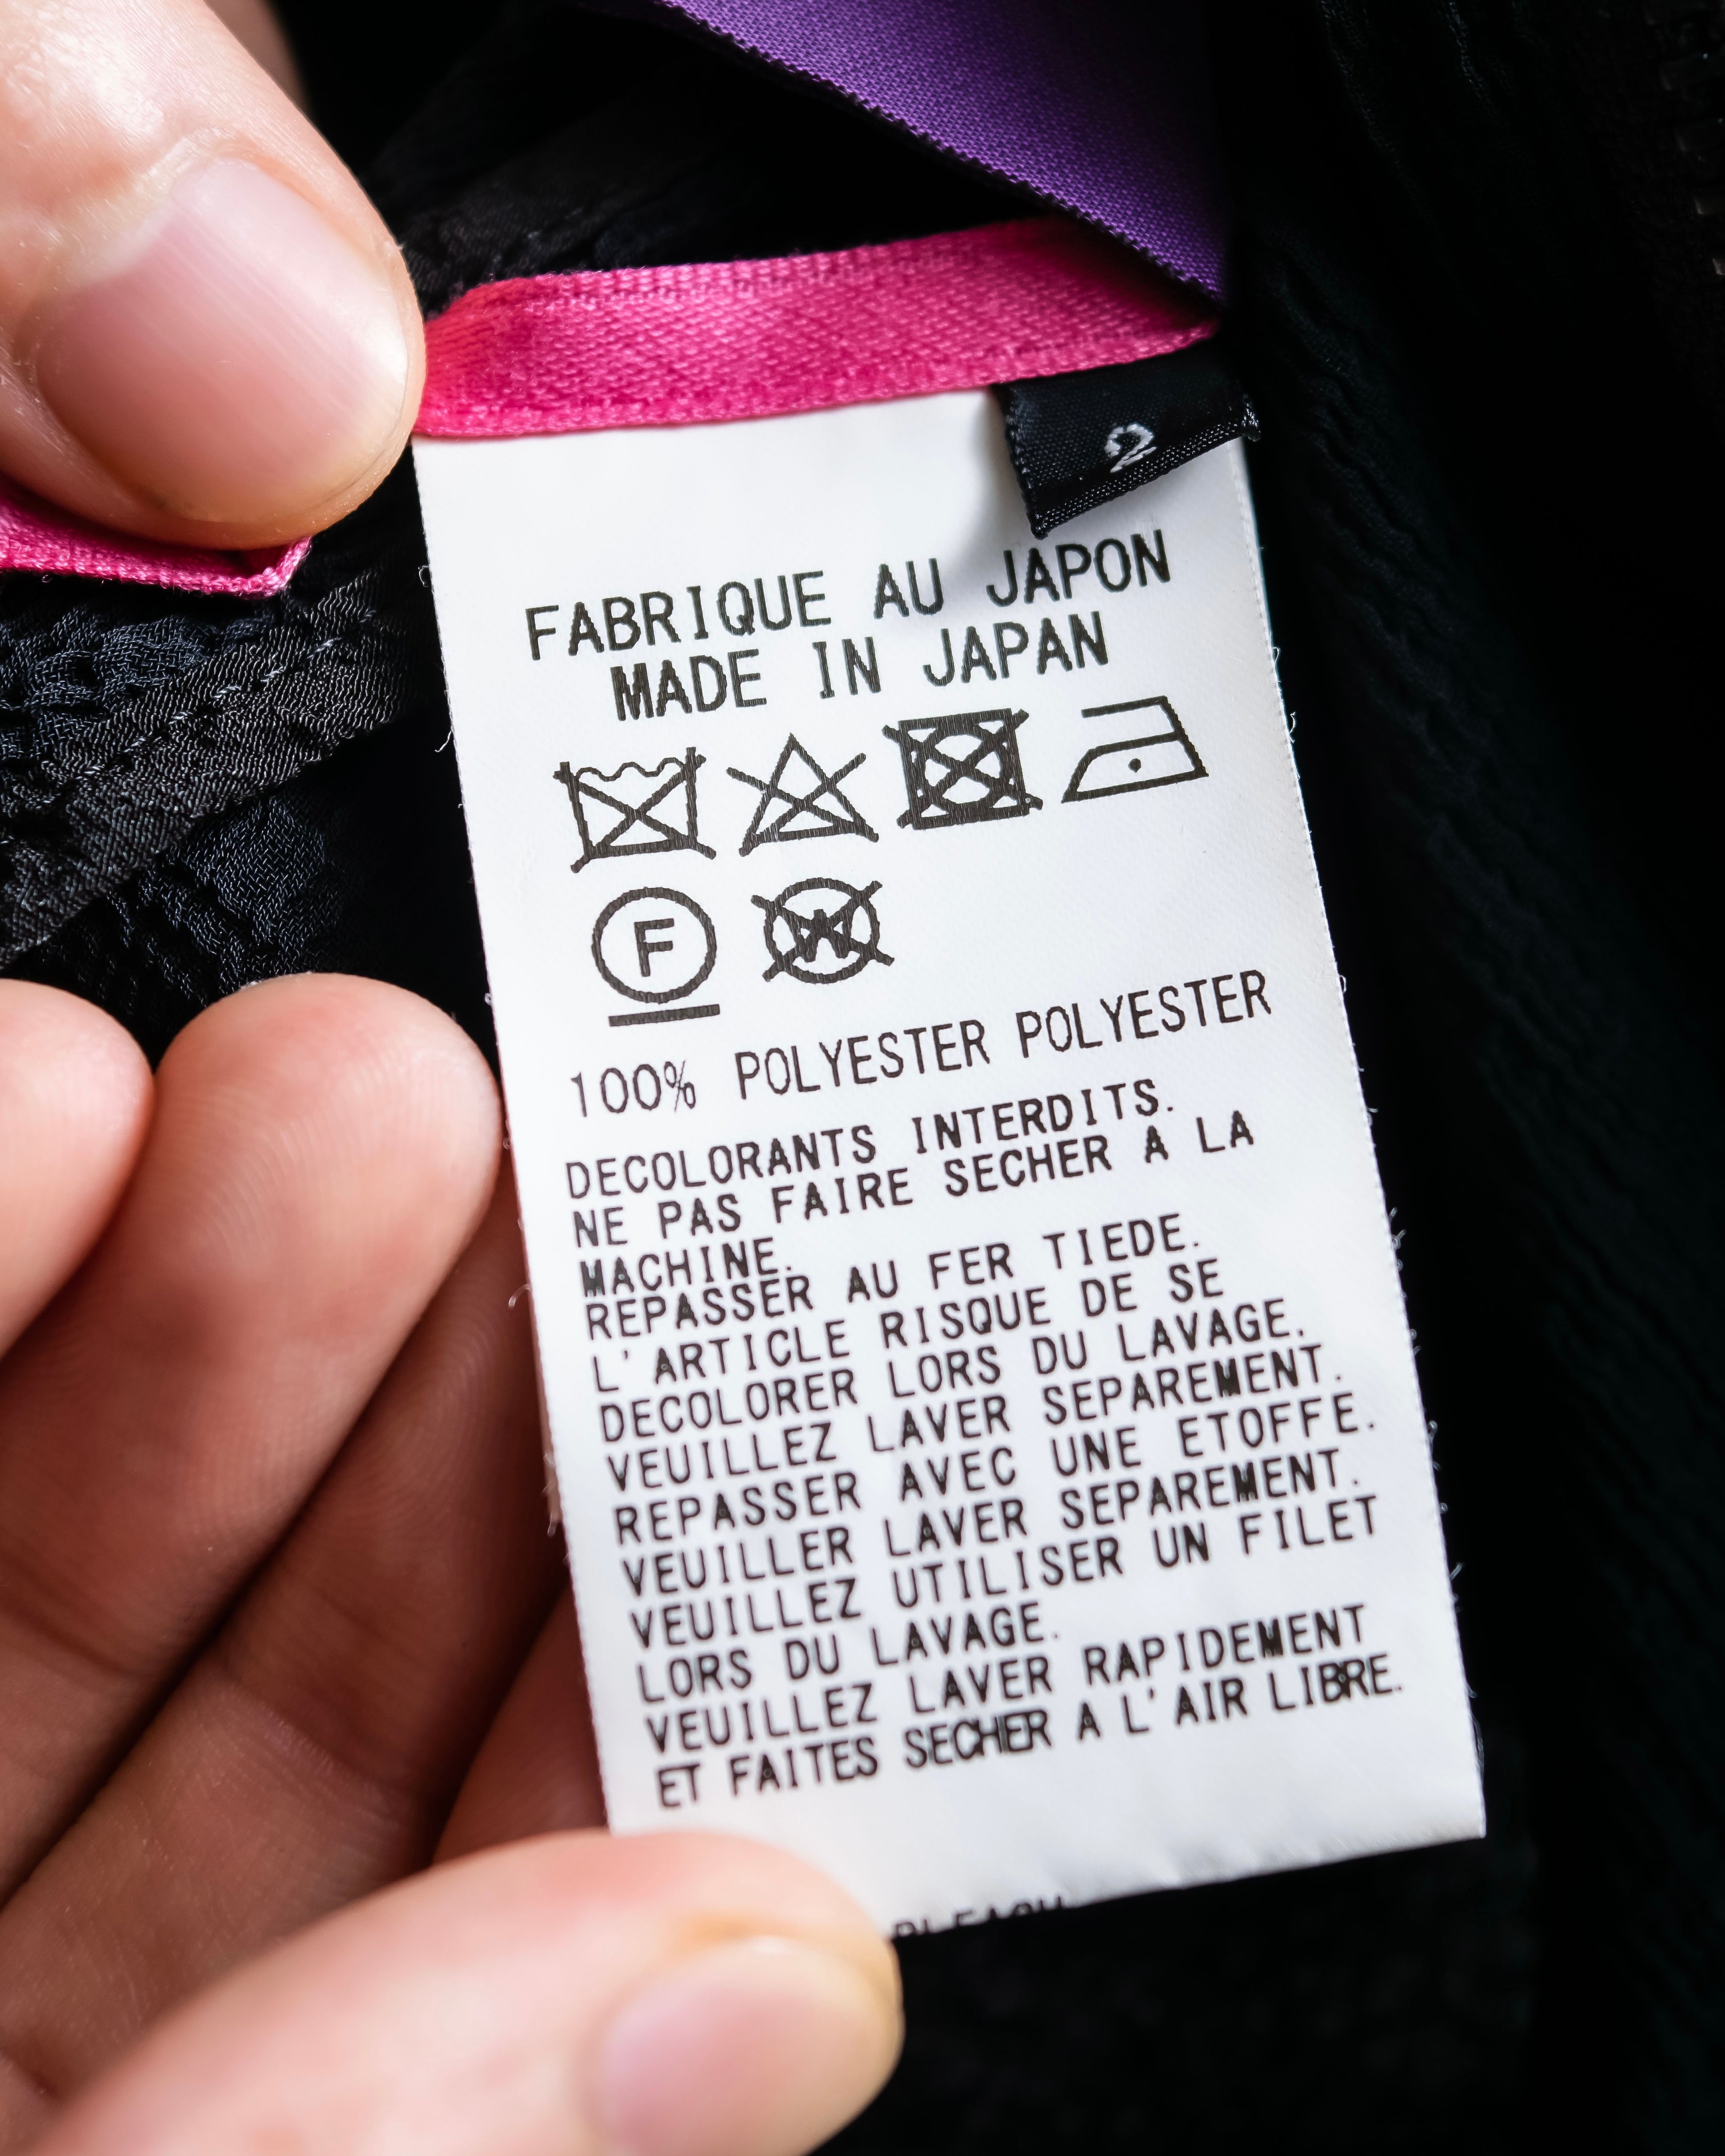 2
FABRIQUE AU JAPON
MADE IN JAPAN
F
W
100% POLYESTER POLYESTER
DECOLORANTS INTERDITS.
NE PAS FAIRE SECHER A LA
MACHINE.
REPASSER AU FER TIEDE.
L'ARTICLE RISQUE DE SE
DECOLORER LORS DU LAVAGE.
VEUILLEZ LAVER SEPAREMENT.
REPASSER AVEC UNE ETOFFE.
VEUILLER LAVER SEPAREMENT.
VEUILLEZ UTILISER UN FILET
LORS DU LAVAGE.
VEUILLEZ LAVER RAPIDEMENT
ET FAITES SECHER A L'AIR LIBRE.
BLEACH